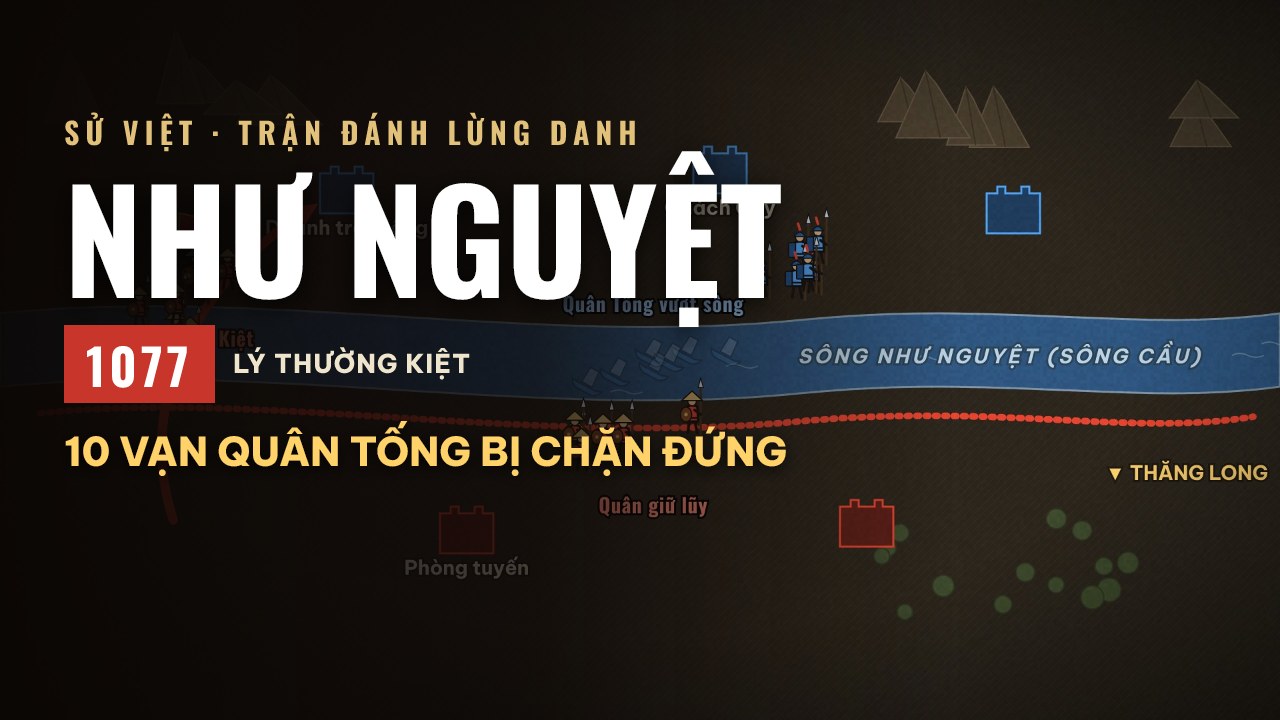 SỬ VIỆT · TRẬN ĐÁNH LỪNG DANH
NHƯ NGUYỆT
Quân Tống vượt sông
Kiệt
1077
LÝ THƯỜNG KIỆT
SÔNG NHƯ NGUYỆT (SÔNG CẦU)
10 VẠN QUÂN TỐNG BỊ CHẶN ĐỨNG
▼ THĂNG LONG
Quân giữ lũy
Phòng tuyến